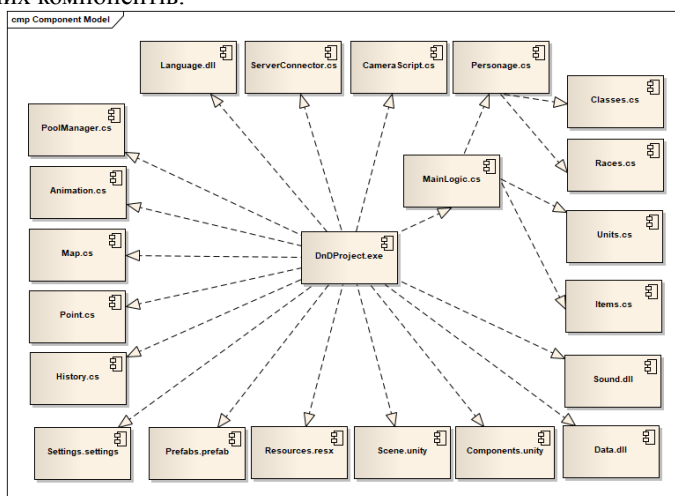 них компонентів.
cmp Component Model
Language.dll
ServerConnector.cs
CameraScript.cs
Personage.cs
Classes.cs
PoolManager.cs
Races.cs
MainLogic.cs
Animation.cs
Units.cs
Map.cs
DnDProject.exe
Items.cs
Point.cs
History.cs
Sound.dll
Settings.settings
Prefabs.prefab
Resources.resx
Scene.unity
Components.unity
Data.dll